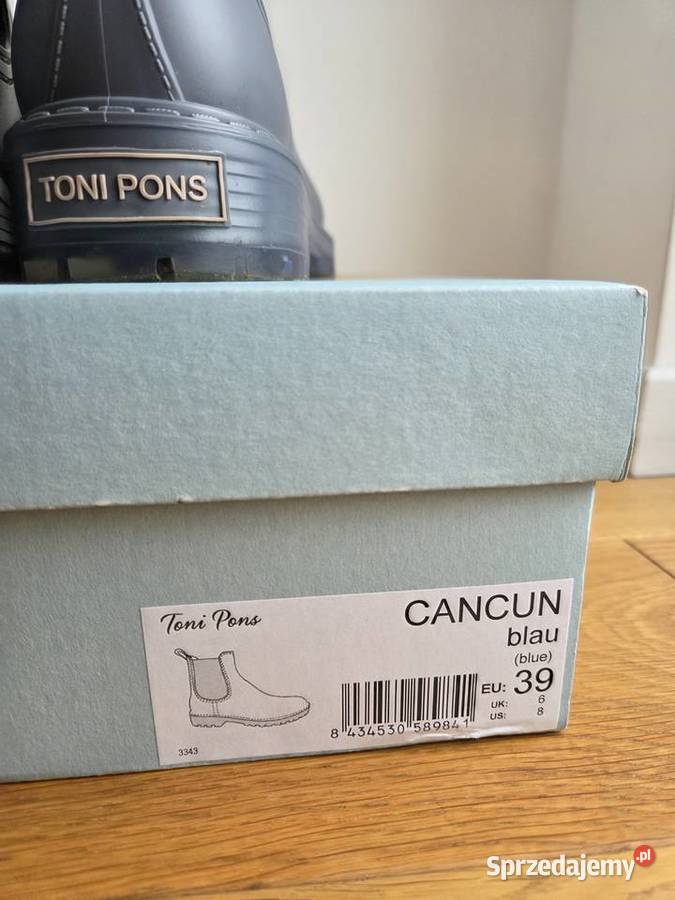 TONI PONS
Toni Pons
CANCUN
blau
(blue)
EU: 39
UK: 6
US: 8
8 434530 589841
3343
Sprzedajemy.pl